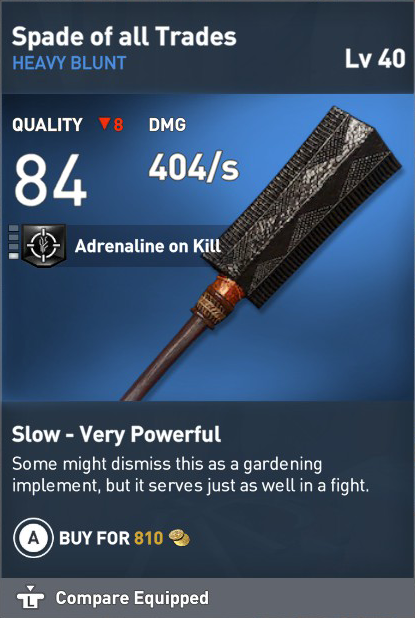 Spade of all Trades
HEAVY BLUNT
Lv 40
QUALITY ▼8 DMG
84 404/s
Adrenaline on Kill
Slow - Very Powerful
Some might dismiss this as a gardening
implement, but it serves just as well in a fight.
A BUY FOR 810
L Compare Equipped